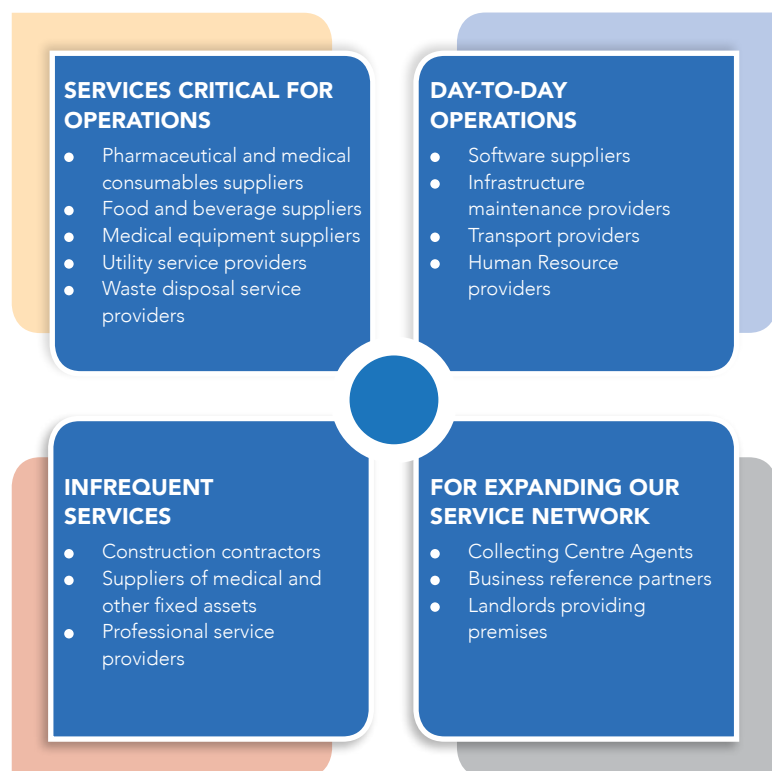 SERVICES CRITICAL FOR
OPERATIONS
● Pharmaceutical and medical
consumables suppliers
● Food and beverage suppliers
● Medical equipment suppliers
● Utility service providers
● Waste disposal service
providers
DAY-TO-DAY
OPERATIONS
● Software suppliers
● Infrastructure
maintenance providers
● Transport providers
● Human Resource
providers
INFREQUENT
SERVICES
● Construction contractors
● Suppliers of medical and
other fixed assets
● Professional service
providers
FOR EXPANDING OUR
SERVICE NETWORK
● Collecting Centre Agents
● Business reference partners
● Landlords providing
premises